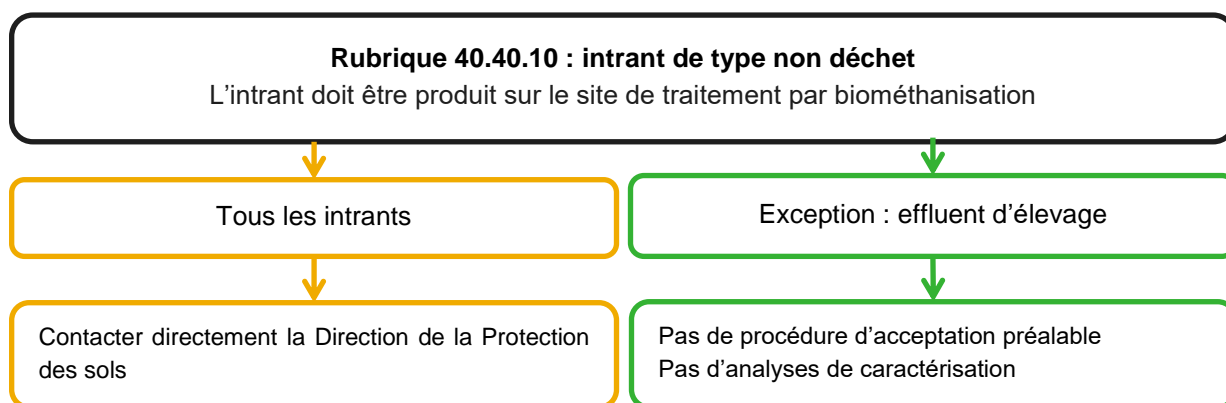 Rubrique 40.40.10 : intrant de type non déchet
L’intrant doit être produit sur le site de traitement par biométhanisation
Tous les intrants
Exception : effluent d’élevage
Contacter directement la Direction de la Protection
des sols
Pas de procédure d’acceptation préalable
Pas d’analyses de caractérisation